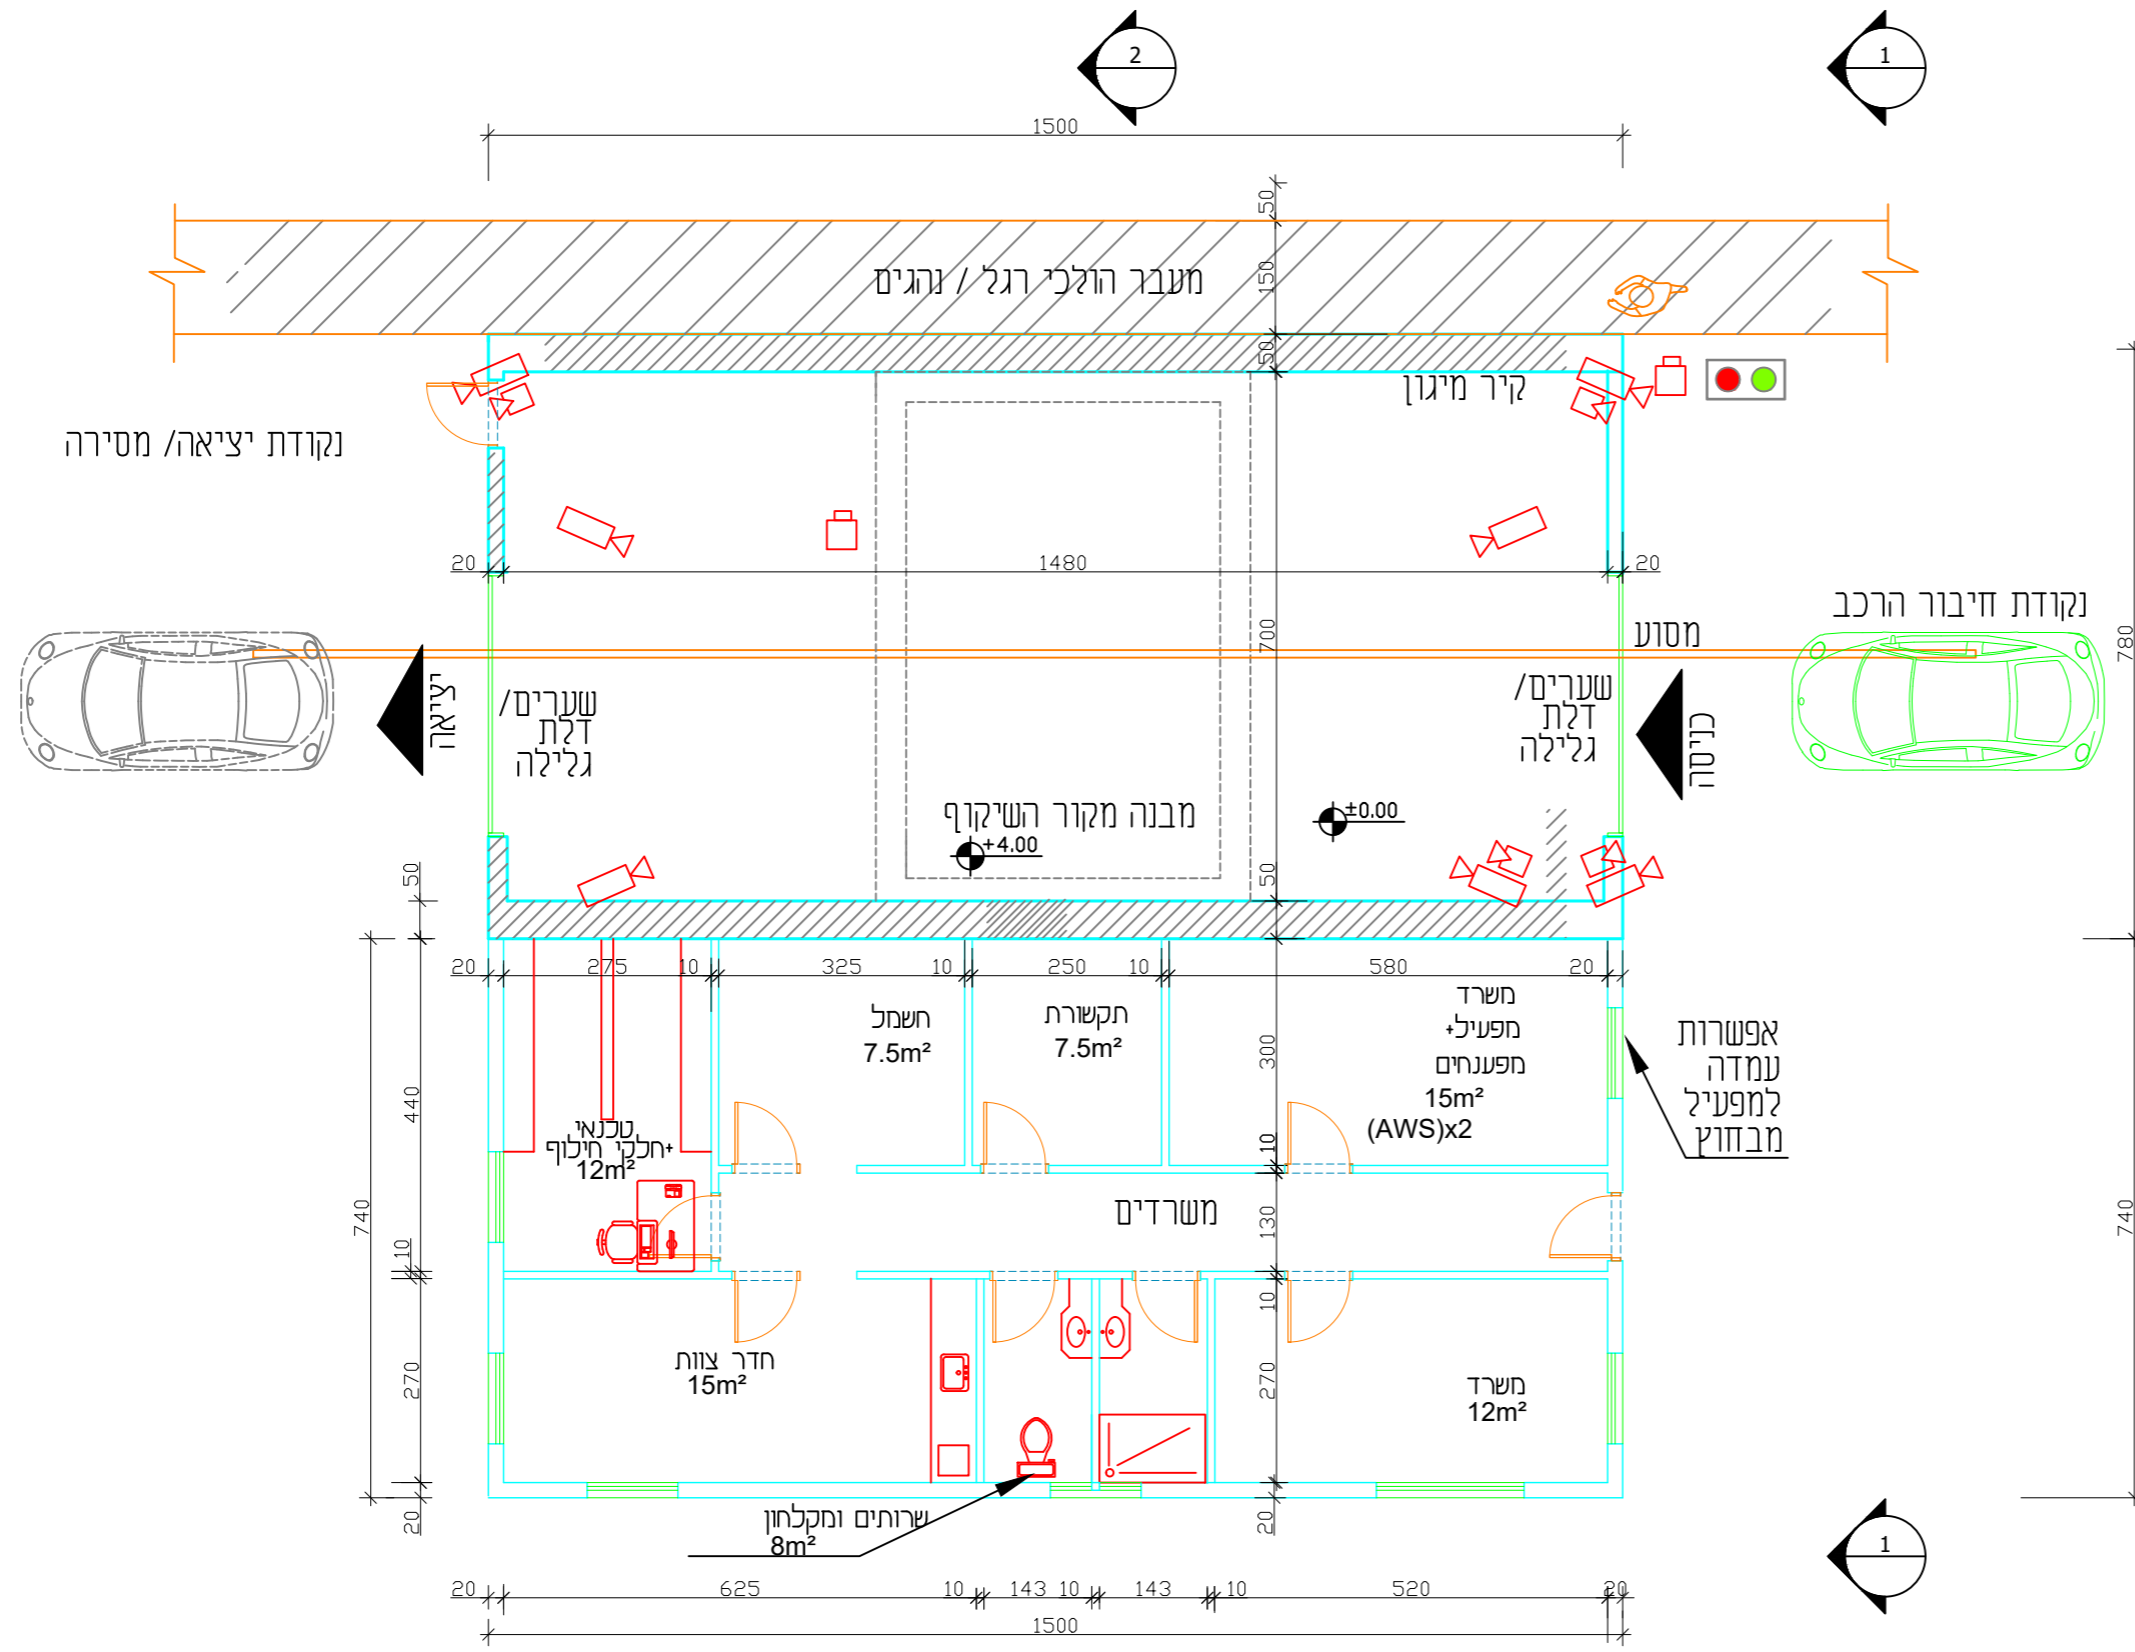 2
1
1500
50
מעבר הולכי רגל / נהגים
150
50
קיר מיגון
נקודת יציאה/ מסירה
20
1480
20
נקודת חיבור הרכב
מסוע
700
780
יציאה
שערים/
דלת
גלילה
שערים/
דלת
גלילה
כניסה
מבנה מקור השיקוף
+4.00
±0.00
50
50
20
275
10
325
10
250
10
580
20
חשמל
7.5m²
תקשורת
7.5m²
משרד
מפעיל+
מפענחים
15m²
(AWS)x2
אפשרות
עמדה
למפעיל
מבחוץ
300
440
טכנאי
+חלקי חילוף
12m²
10
משרדים
130
740
740
10
10
חדר צוות
15m²
270
270
משרד
12m²
שרותים ומקלחון
8m²
20
20
1
20
625
10
143
10
143
10
520
20
1500